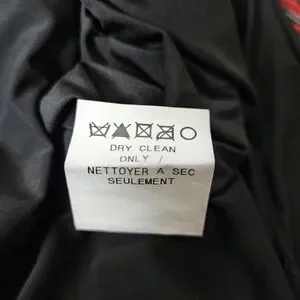 DRY CLEAN
ONLY /
NETTOYER A SEC
SEULEMENT